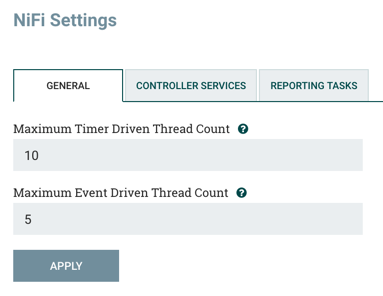 NiFi Settings
GENERAL CONTROLLER SERVICES REPORTING TASKS
Maximum Timer Driven Thread Count ?
10
Maximum Event Driven Thread Count ?
5
APPLY